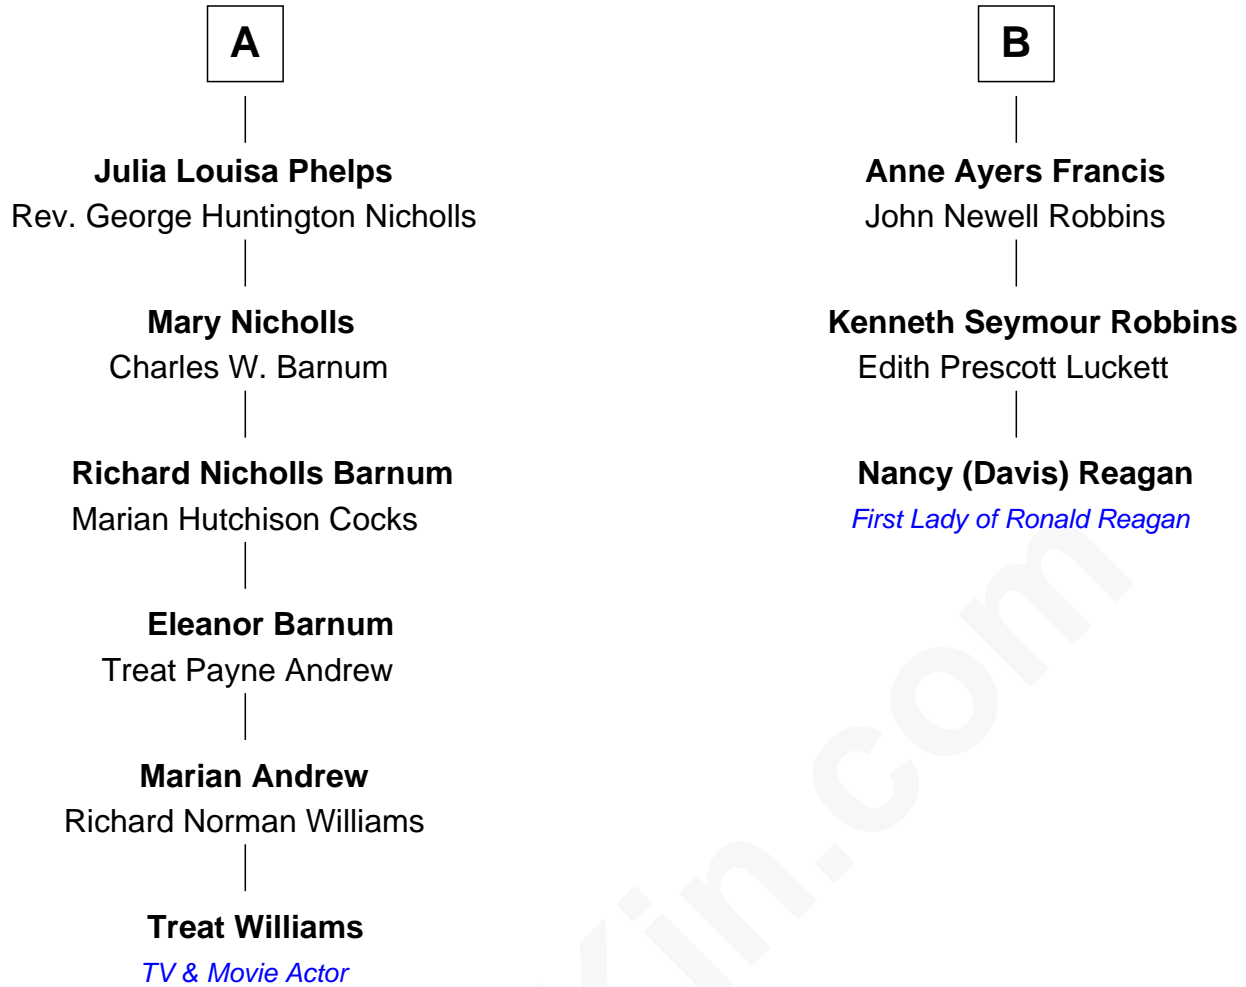 A
Julia Louisa Phelps
Rev. George Huntington Nicholls
Mary Nicholls
Charles W. Barnum
Richard Nicholls Barnum
Marian Hutchison Cocks
Eleanor Barnum
Treat Payne Andrew
Marian Andrew
Richard Norman Williams
Treat Williams
TV & Movie Actor
B
Anne Ayers Francis
John Newell Robbins
Kenneth Seymour Robbins
Edith Prescott Luckett
Nancy (Davis) Reagan
First Lady of Ronald Reagan
Kin.com